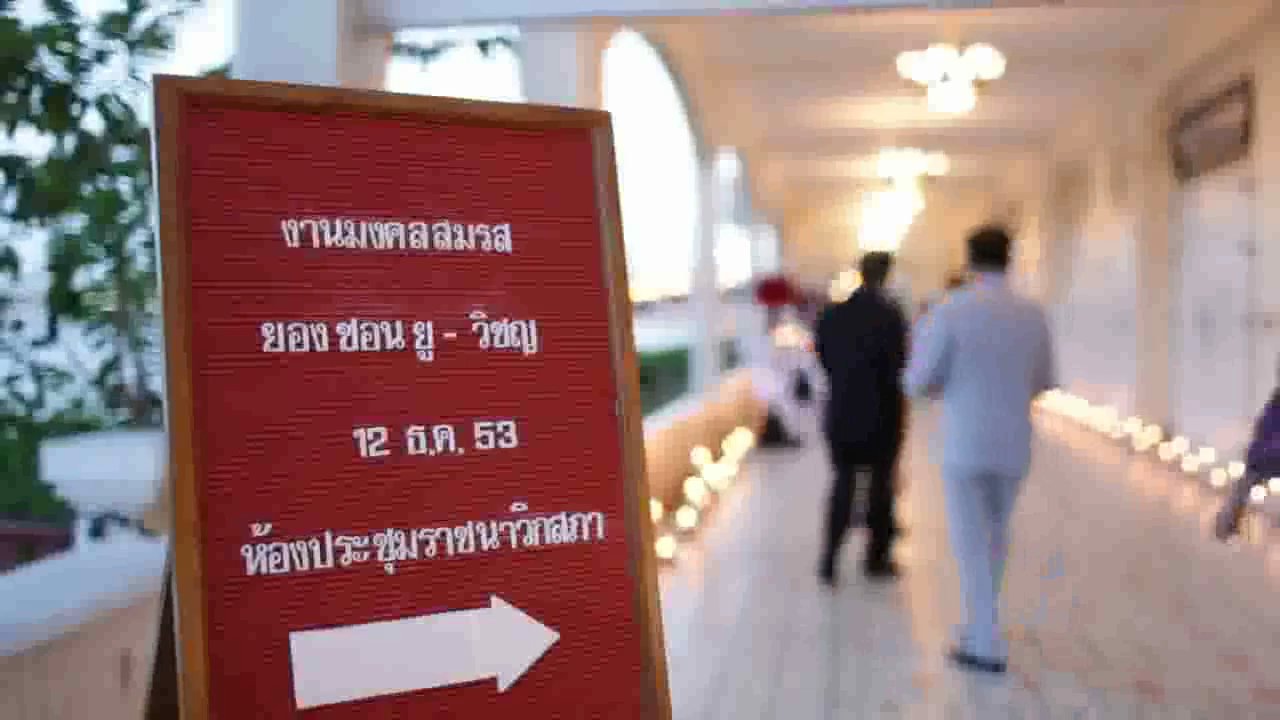 งานมงคลสมรส
ยอง ซอน ยู - วิชญ
12 ธ.ค. 53
ห้องประชุมราชนาวิกสภา